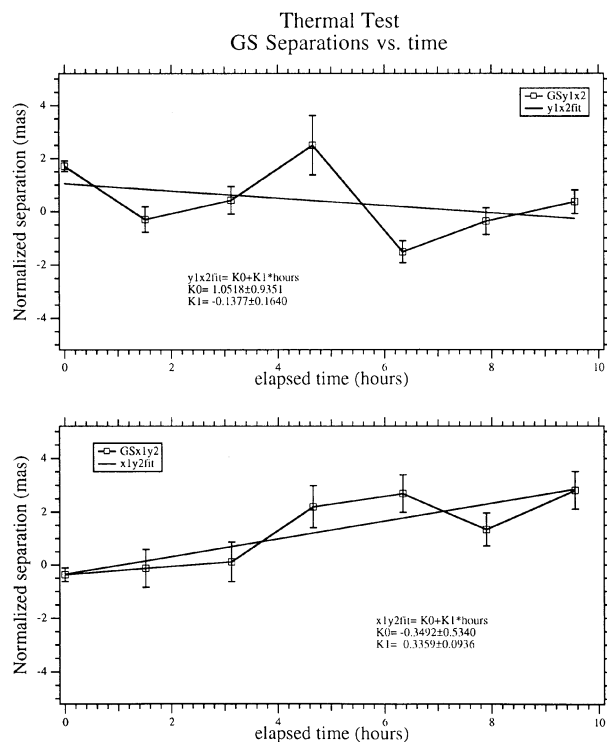 Thermal Test
GS Separations vs. time
Normalized separation (mas)
4
2
0
-2
-4
GSy1x2
y1x2fit
y1x2fit= K0+K1*hours
K0= 1.0518±0.9351
K1= -0.1377±0.1640
0 2 4 6 8 10
elapsed time (hours)
Normalized separation (mas)
4
2
0
-2
-4
GSx1y2
x1y2fit
x1y2fit= K0+K1*hours
K0= -0.3492±0.5340
K1= 0.3359±0.0936
0 2 4 6 8 10
elapsed time (hours)